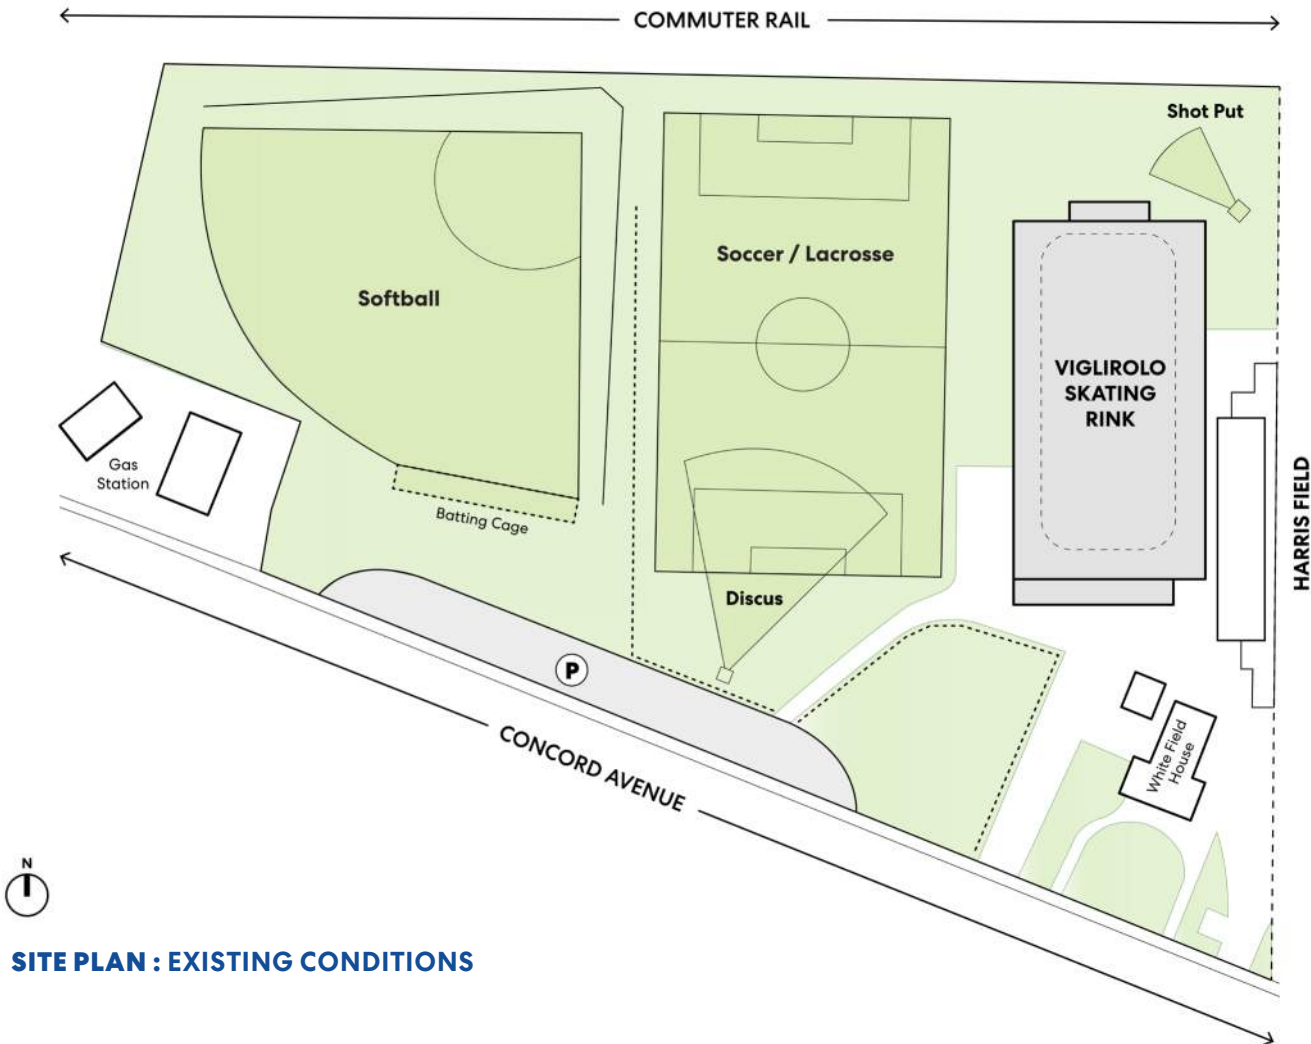 COMMUTER RAIL
Shot Put
Soccer / Lacrosse
Softball
VIGLIROLO
SKATING
RINK
Gas
Station
HARRIS FIELD
Batting Cage
Discus
P
White Field
House
CONCORD AVENUE
N
SITE PLAN : EXISTING CONDITIONS